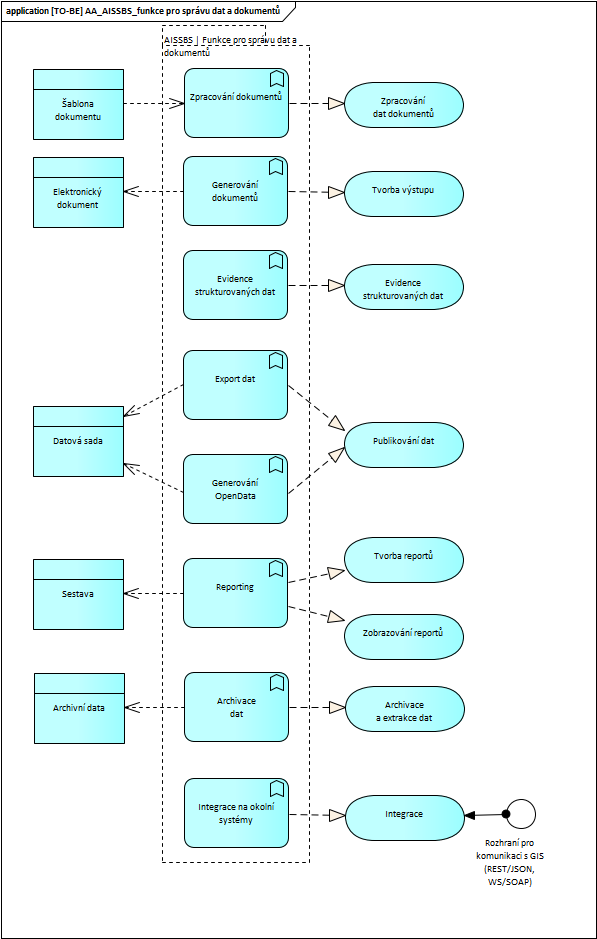 application [TO-BE] AA_AISSBS_funkce pro správu dat a dokumentů
AISSBS | Funkce pro správu dat a
dokumentů
Šablona
dokumentu
Zpracování dokumentů
Zpracování
dat dokumentů
Elektronický
dokument
Generování
dokumentů
Tvorba výstupu
Evidence
strukturovaných dat
Evidence
strukturovaných dat
Export dat
Datová sada
Publikování dat
Generování
OpenData
Sestava
Reporting
Tvorba reportů
Zobrazování reportů
Archivní data
Archivace
dat
Archivace
a extrakce dat
Integrace na okolní
systémy
Integrace
Rozhraní pro
komunikaci s GIS
(REST/JSON,
WS/SOAP)